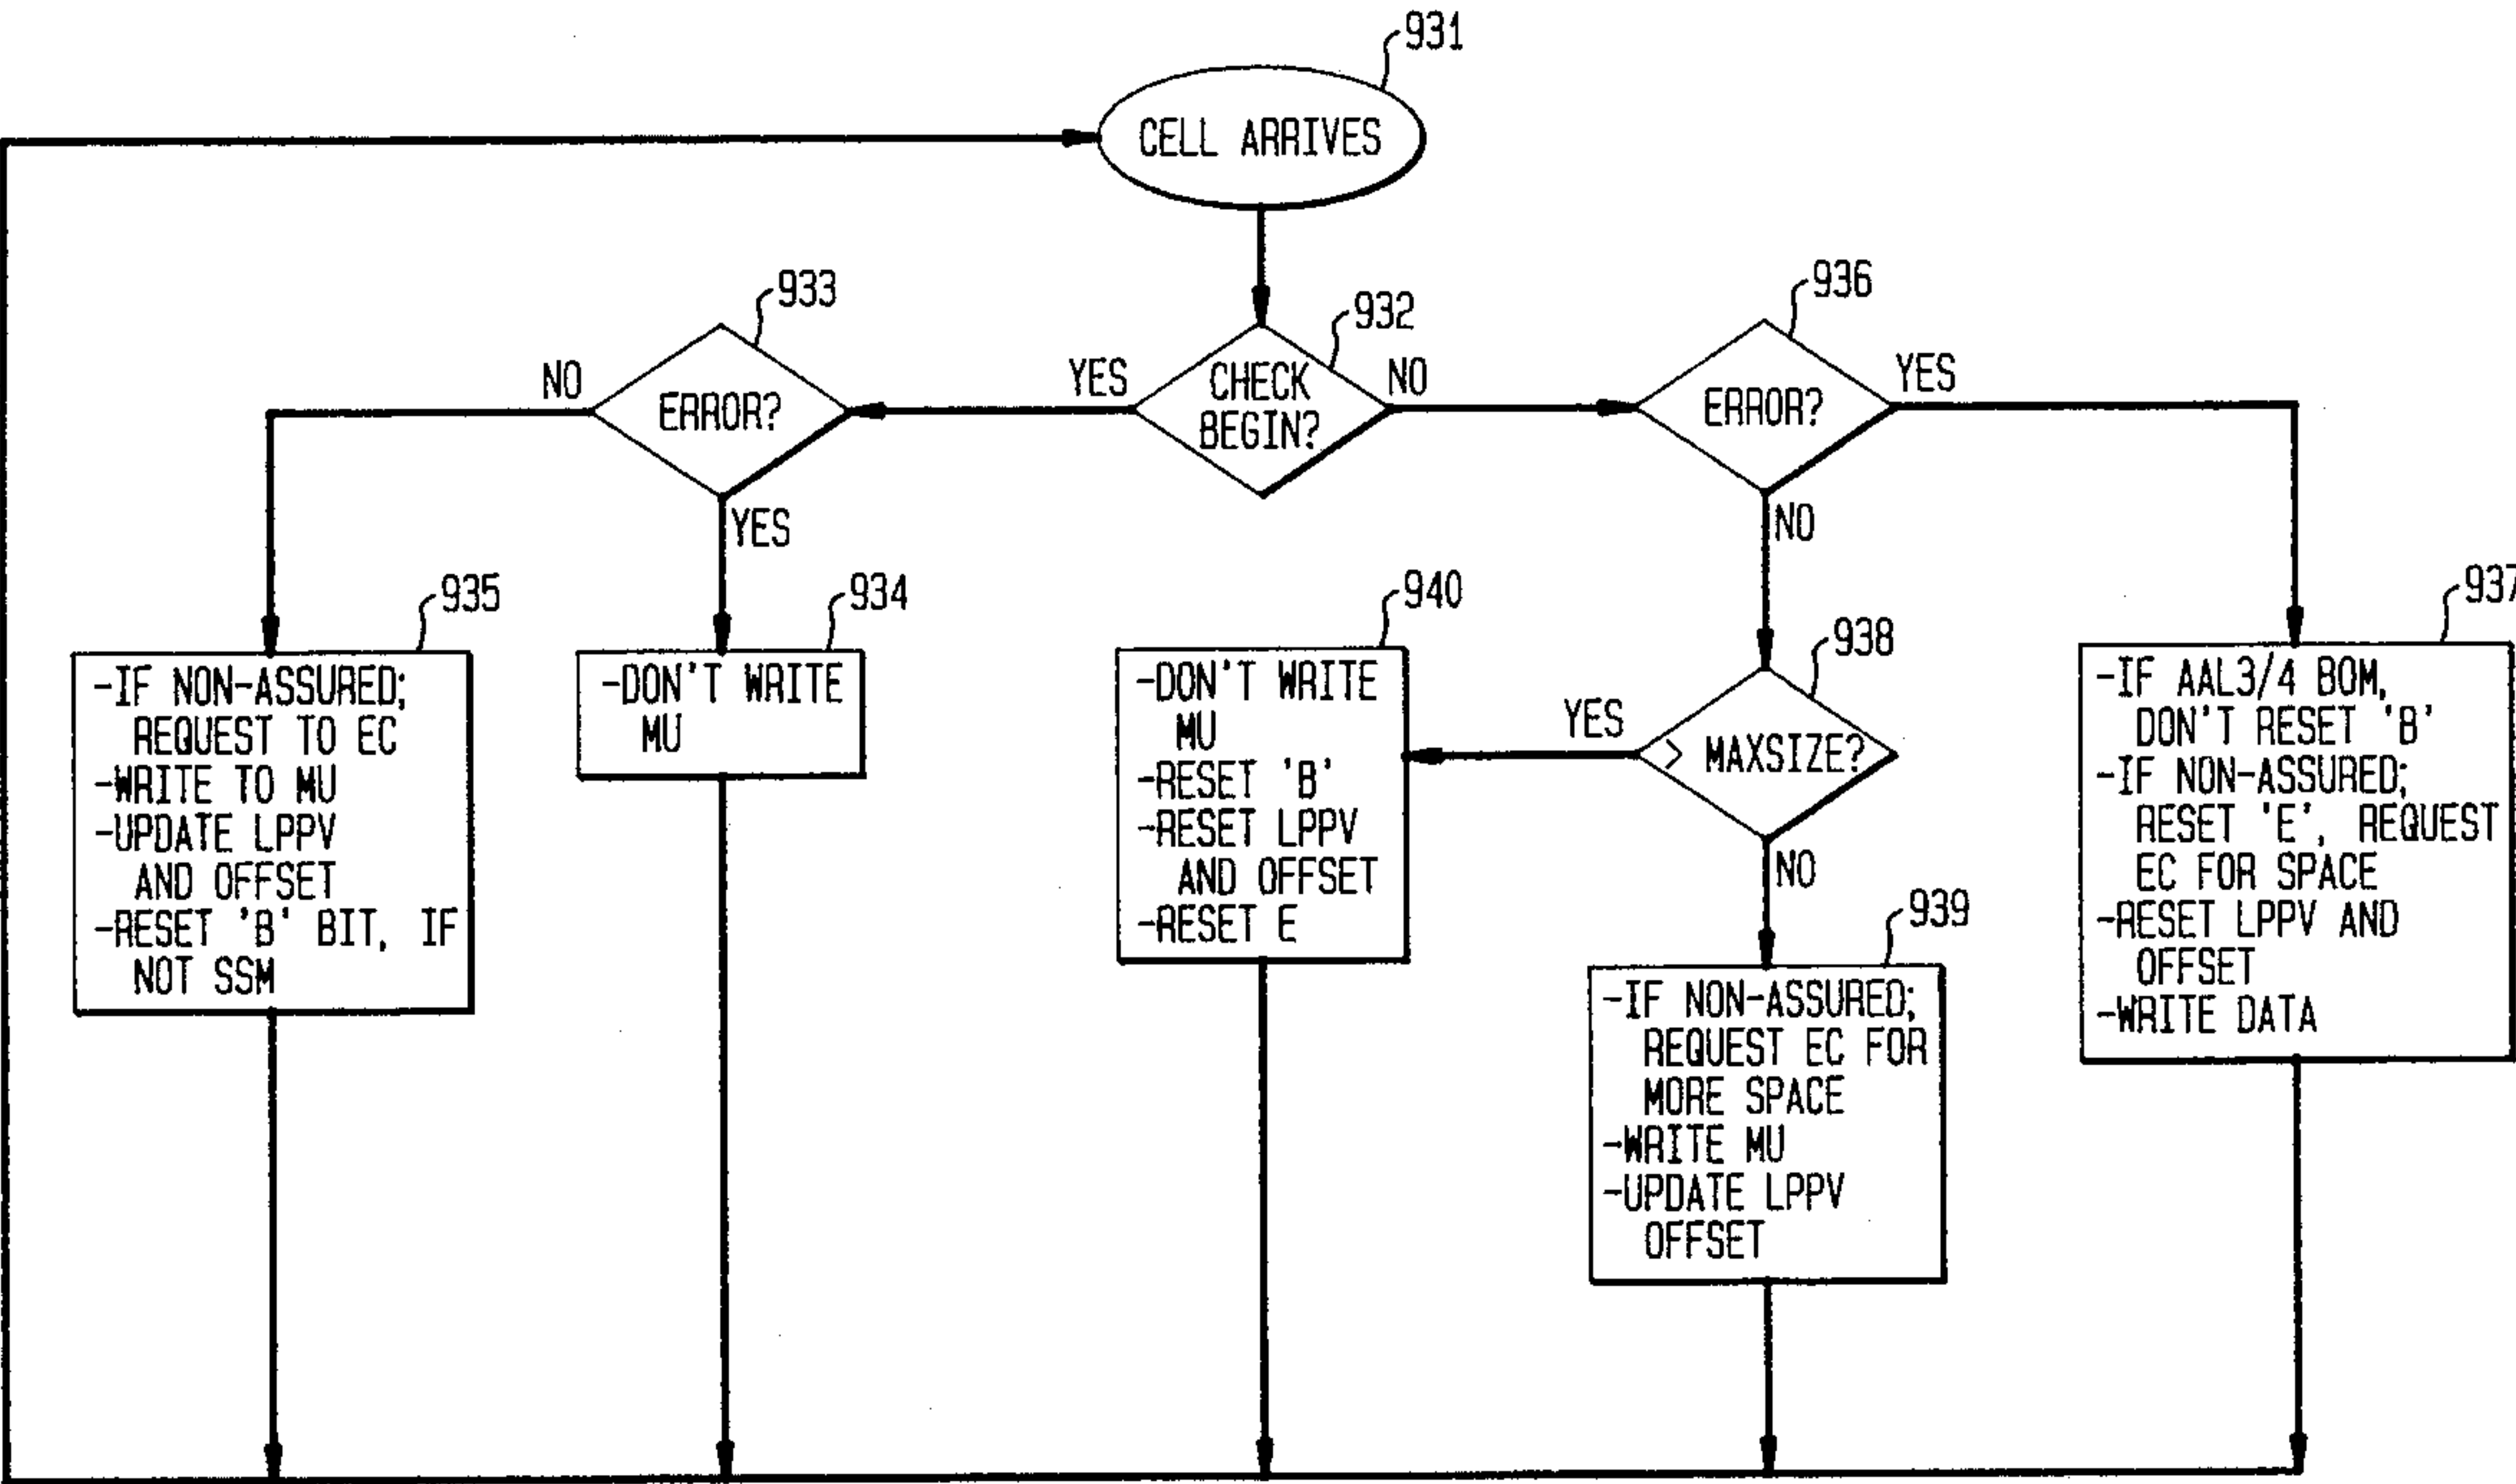 931
CELL ARRIVES
933
932
936
NO
ERROR?
YES
CHECK
BEGIN?
NO
ERROR?
YES
YES
NO
935
-IF NON-ASSURED;
REQUEST TO EC
-WRITE TO MU
-UPDATE LPPV
AND OFFSET
-RESET 'B' BIT, IF
NOT SSM
934
-DON'T WRITE
MU
940
-DON'T WRITE
MU
-RESET 'B'
-RESET LPPV
AND OFFSET
-RESET E
938
YES
> MAXSIZE?
NO
939
-IF NON-ASSURED;
REQUEST EC FOR
MORE SPACE
-WRITE MU
-UPDATE LPPV
OFFSET
937
-IF AAL3/4 BOM,
DON'T RESET 'B'
-IF NON-ASSURED;
RESET 'E', REQUEST
EC FOR SPACE
-RESET LPPV AND
OFFSET
-WRITE DATA